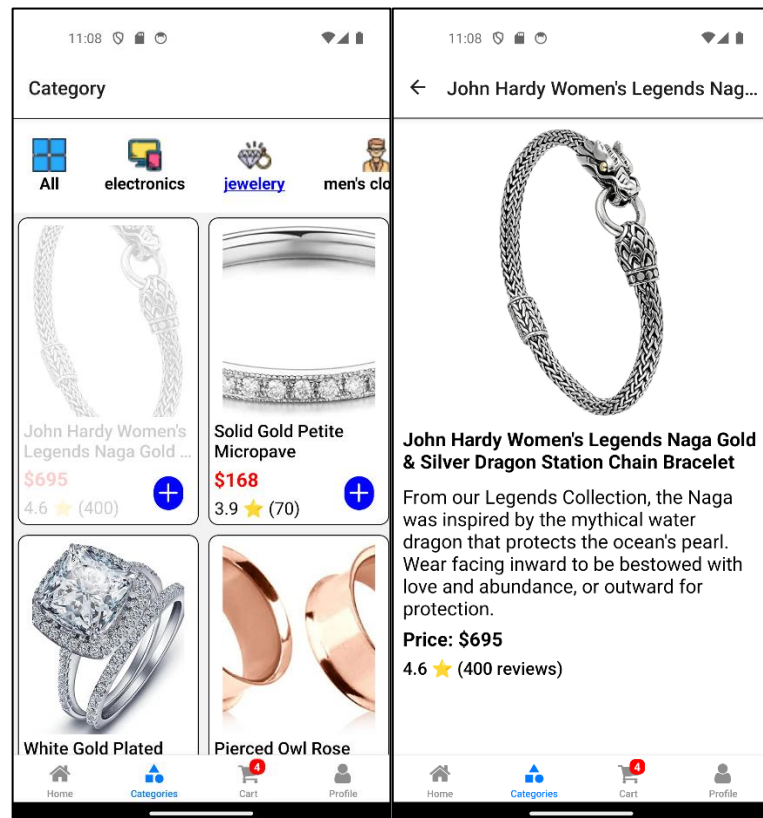 11:08
Category
All
electronics
jewelery
men's clo
John Hardy Women's
Legends Naga Gold ...
$695
4.6 ⭐ (400)
Solid Gold Petite
Micropave
$168
3.9 ⭐ (70)
White Gold Plated
Pierced Owl Rose
4
Home
Categories
Cart
Profile
11:08
John Hardy Women's Legends Nag...
John Hardy Women's Legends Naga Gold
& Silver Dragon Station Chain Bracelet
From our Legends Collection, the Naga
was inspired by the mythical water
dragon that protects the ocean's pearl.
Wear facing inward to be bestowed with
love and abundance, or outward for
protection.
Price: $695
4.6 ⭐ (400 reviews)
4
Home
Categories
Cart
Profile